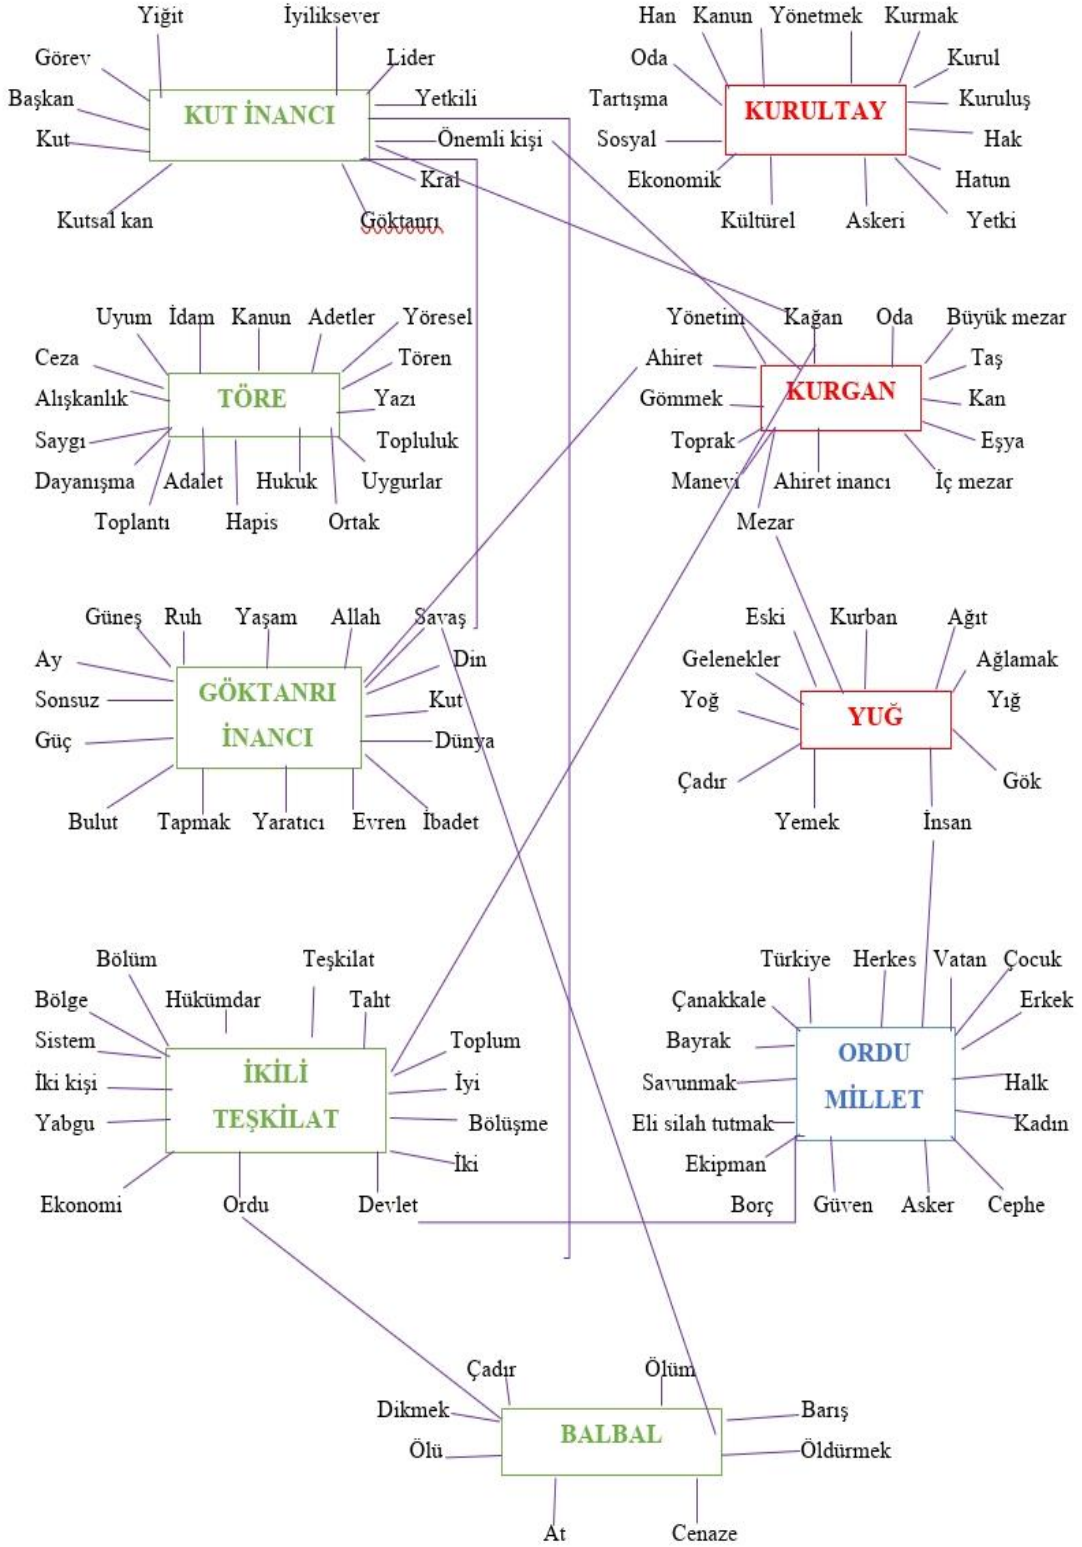 Yiğit
İyiliksever
Görev
Lider
Başkan
Yetkili
KUT İNANCI
Kut
Önemli kişi
Kral
Kutsal kan
Göktanrı
Han
Kanun
Yönetmek
Kurmak
Oda
Kurul
Tartışma
Kuruluş
KURULTAY
Sosyal
Hak
Ekonomik
Hatun
Kültürel
Askeri
Yetki
Uyum
İdam
Kanun
Adetler
Yöresel
Ceza
Tören
Alışkanlık
Yazı
TÖRE
Saygı
Topluluk
Dayanışma
Adalet
Hukuk
Uygurlar
Toplantı
Hapis
Ortak
Yönetim
Kağan
Oda
Büyük mezar
Ahiret
Taş
Gömmek
Kan
KURGAN
Toprak
Eşya
Manevi
Ahiret inancı
İç mezar
Mezar
Güneş
Ruh
Yaşam
Allah
Savaş
Ay
Din
Sonsuz
Kut
GÖKTANRI
İNANCI
Güç
Dünya
Bulut
Tapmak
Yaratıcı
Evren
İbadet
Eski
Kurban
Ağıt
Gelenekler
Ağlamak
Yoğ
Yığ
YUĞ
Çadır
Gök
Yemek
İnsan
Bölüm
Teşkilat
Bölge
Hükümdar
Taht
Sistem
Toplum
İki kişi
İyi
İKİLİ
TEŞKİLAT
Yabgu
Bölüşme
İki
Ekonomi
Ordu
Devlet
Türkiye
Herkes
Vatan
Çocuk
Çanakkale
Erkek
Bayrak
ORDU
MİLLET
Savunmak
Halk
Eli silah tutmak
Kadın
Ekipman
Borç
Güven
Asker
Cephe
Çadır
Ölüm
Dikmek
Barış
BALBAL
Ölü
Öldürmek
At
Cenaze